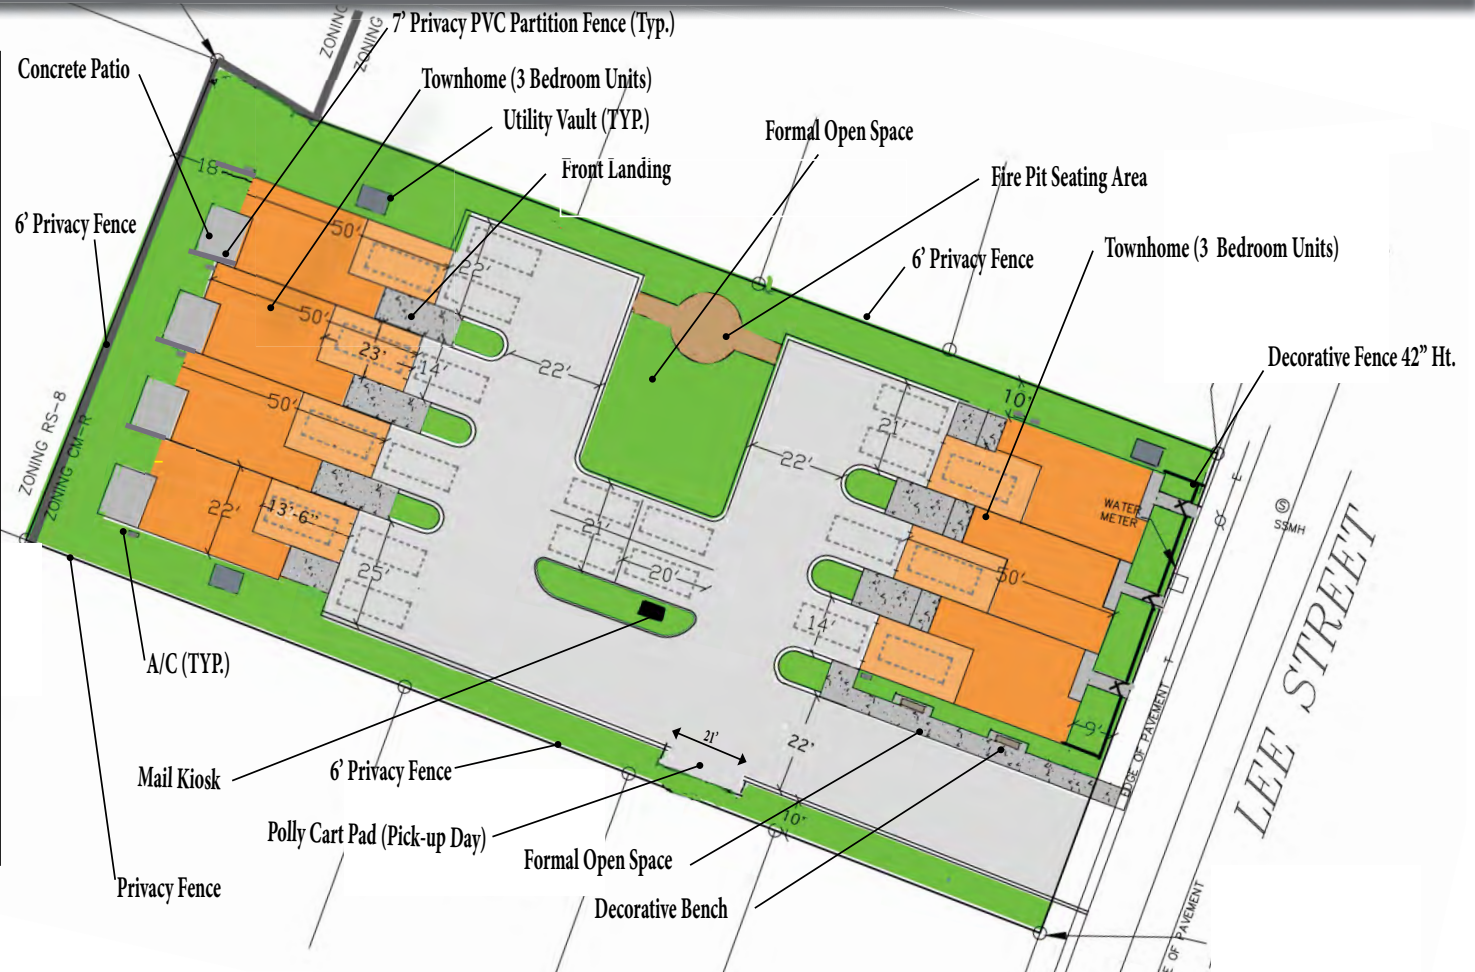 ZONING
ZONING
7' Privacy PVC Partition Fence (Typ.)
Concrete Patio
Townhome (3 Bedroom Units)
Utility Vault (TYP.)
Formal Open Space
Front Landing
Fire Pit Seating Area
18'
6' Privacy Fence
50'
22'
6' Privacy Fence
Townhome (3 Bedroom Units)
50'
23'
14'
22'
Decorative Fence 42" Ht.
10'
50'
21'
22'
ZONING RS-8
ZONING CM-R
22'
13'-6"
21'
25'
20'
WATER
METER
E
S
SSMH
50'
14'
LEE STREET
A/C (TYP.)
T
EDGE OF PAVEMENT
9'
21'
22'
Mail Kiosk
6' Privacy Fence
Polly Cart Pad (Pick-up Day)
10'
Formal Open Space
Decorative Bench
Privacy Fence
GE OF PAVEMENT